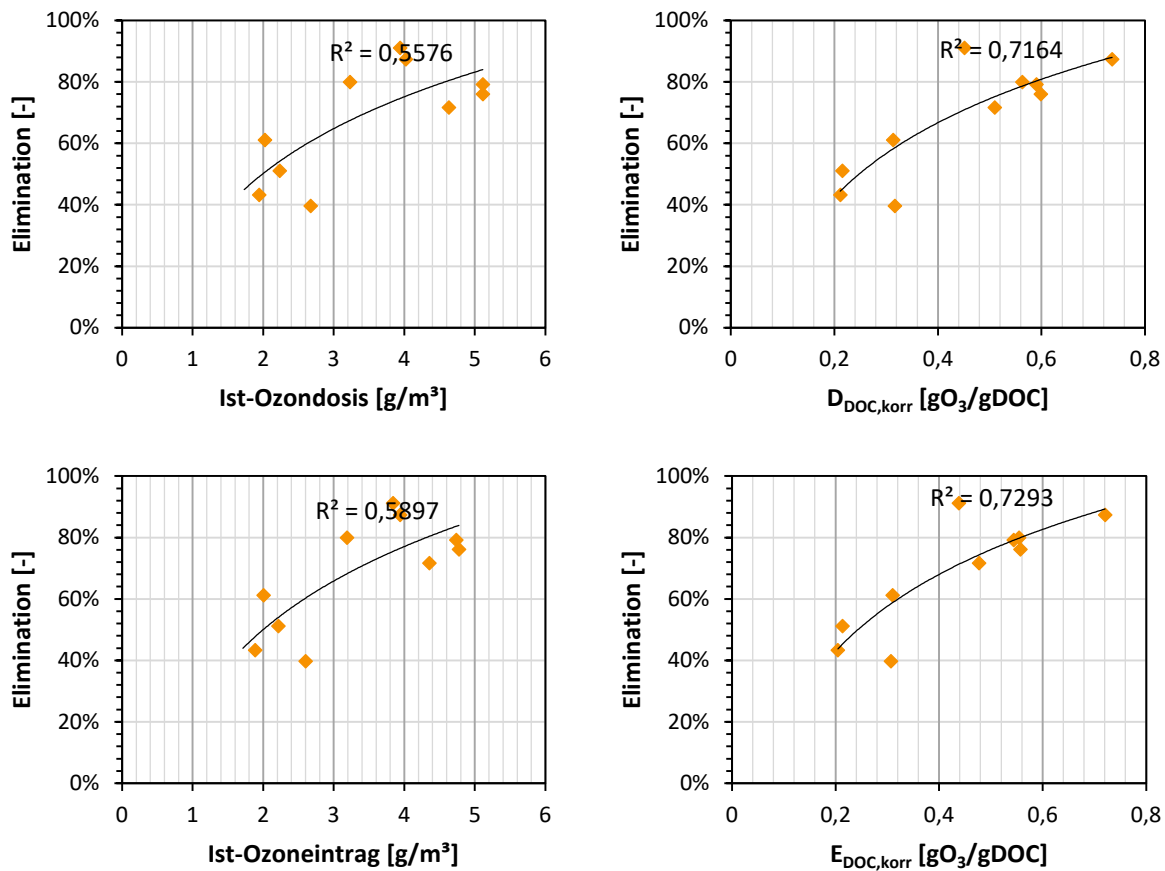 100%
80%
60%
40%
20%
0%
Elimination [-]
R² = 0,5576
0 1 2 3 4 5 6
Ist-Ozondosis [g/m³]
100%
80%
60%
40%
20%
0%
Elimination [-]
R² = 0,7164
0 0,2 0,4 0,6 0,8
D_DOC,korr [gO₃/gDOC]
100%
80%
60%
40%
20%
0%
Elimination [-]
R² = 0,5897
0 1 2 3 4 5 6
Ist-Ozoneintrag [g/m³]
100%
80%
60%
40%
20%
0%
Elimination [-]
R² = 0,7293
0 0,2 0,4 0,6 0,8
E_DOC,korr [gO₃/gDOC]